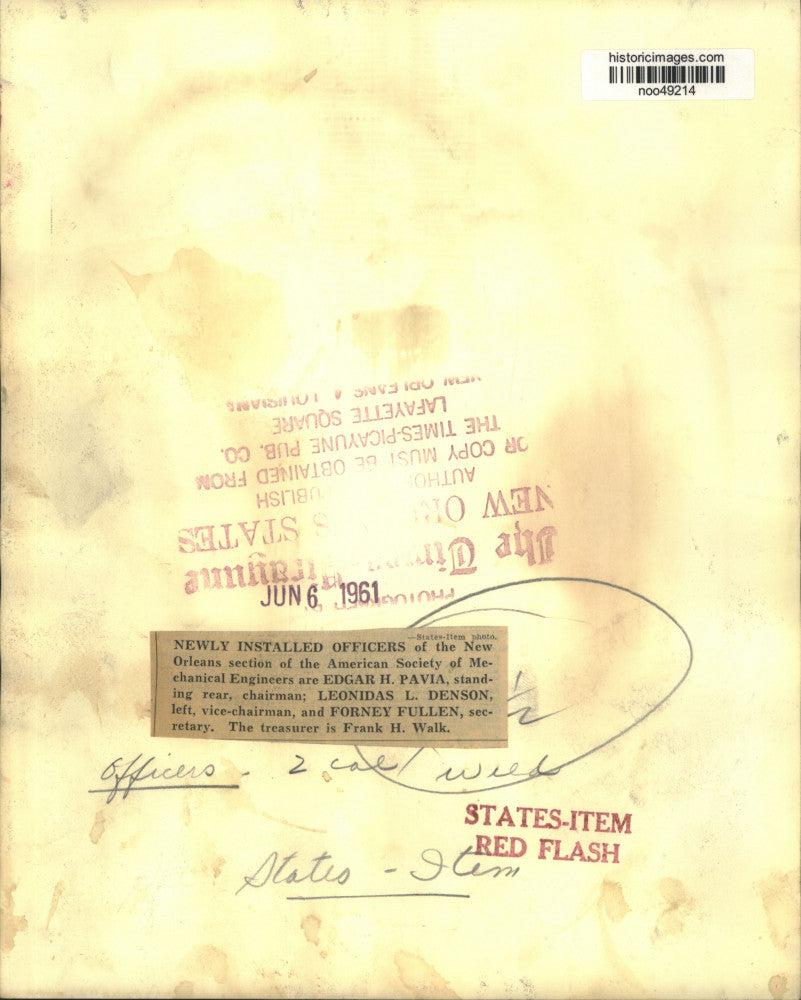 historicimages.com
noo49214
NEW ORLEANS 4, LOUISIANA
LAFAYETTE SQUARE
THE TIMES-PICAYUNE PUB. CO.
OR COPY MUST BE OBTAINED FROM
NEW STATES
The Picayune
JUN 6 1961
—States-Item photo.
NEWLY INSTALLED OFFICERS of the New
Orleans section of the American Society of Me-
chanical Engineers are EDGAR H. PAVIA, stand-
ing rear, chairman; LEONIDAS L. DENSON,
left, vice-chairman, and FORNEY FULLEN, sec-
retary. The treasurer is Frank H. Walk.
Officers - 2 col
STATES-ITEM
RED FLASH
States - Item